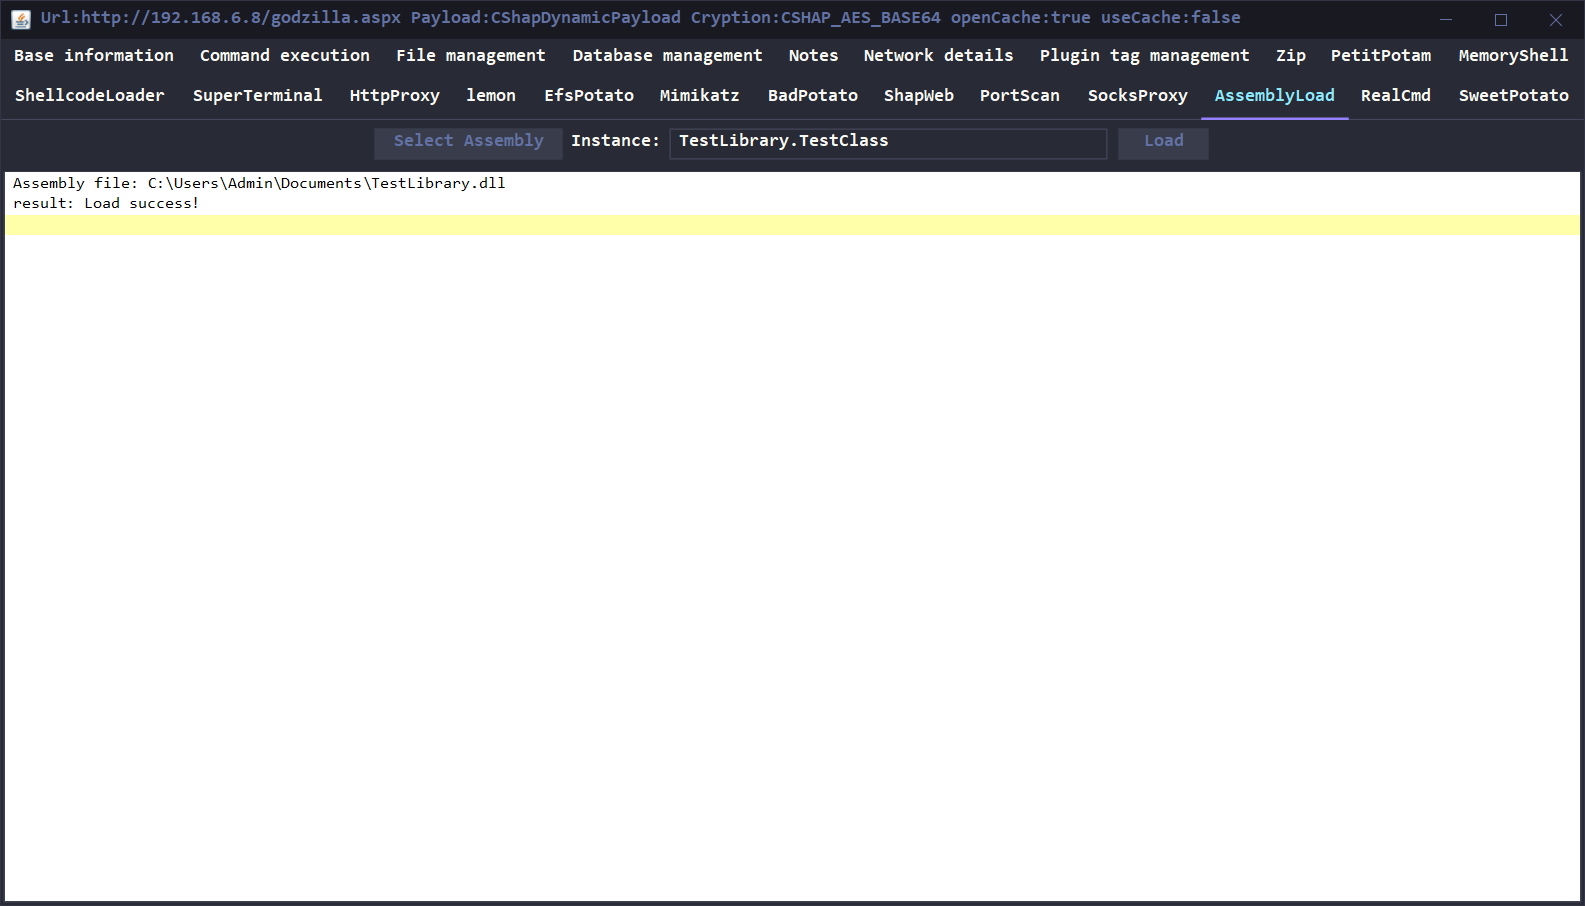 Url:http://192.168.6.8/godzilla.aspx Payload:CShapDynamicPayload Cryption:CSHAP_AES_BASE64 openCache:true useCache:false
Base information Command execution File management Database management Notes Network details Plugin tag management Zip PetitPotam MemoryShell
ShellcodeLoader SuperTerminal HttpProxy lemon EfsPotato Mimikatz BadPotato ShapWeb PortScan SocksProxy AssemblyLoad RealCmd SweetPotato
Select Assembly Instance: TestLibrary.TestClass Load
Assembly file: C:\Users\Admin\Documents\TestLibrary.dll
result: Load success!